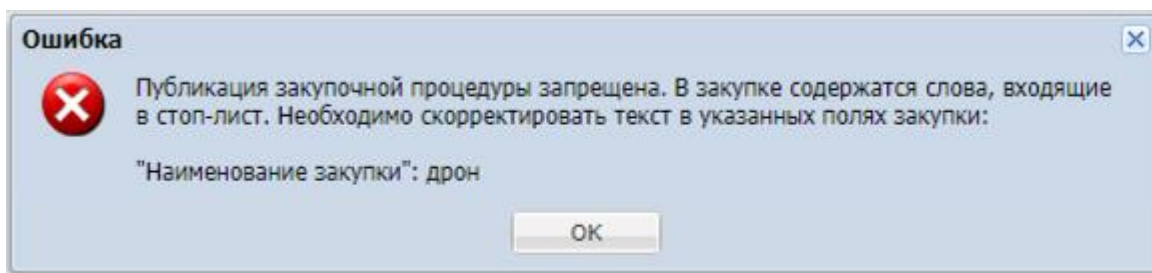 Ошибка
Публикация закупочной процедуры запрещена. В закупке содержатся слова, входящие
в стоп-лист. Необходимо скорректировать текст в указанных полях закупки:
"Наименование закупки": дрон
OK